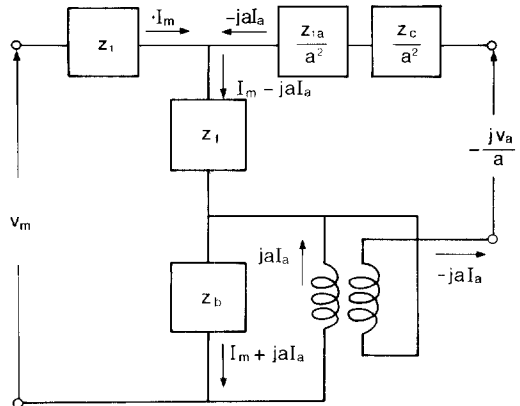 ·Iₘ
−jaIₐ
z₁
z₁ₐ
a²
z_c
a²
Iₘ − jaIₐ
z_f
− jvₐ
a
vₘ
jaIₐ
−jaIₐ
z_b
Iₘ + jaIₐ